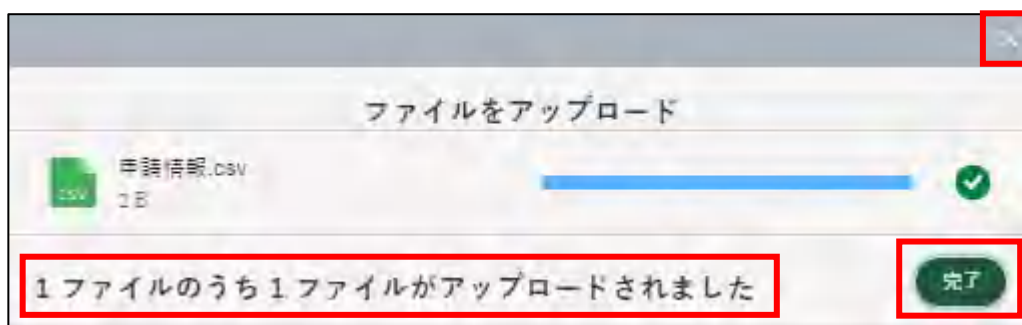 ×
ファイルをアップロード
申請情報.csv
csv
2 B
1 ファイルのうち 1 ファイルがアップロードされました
完了